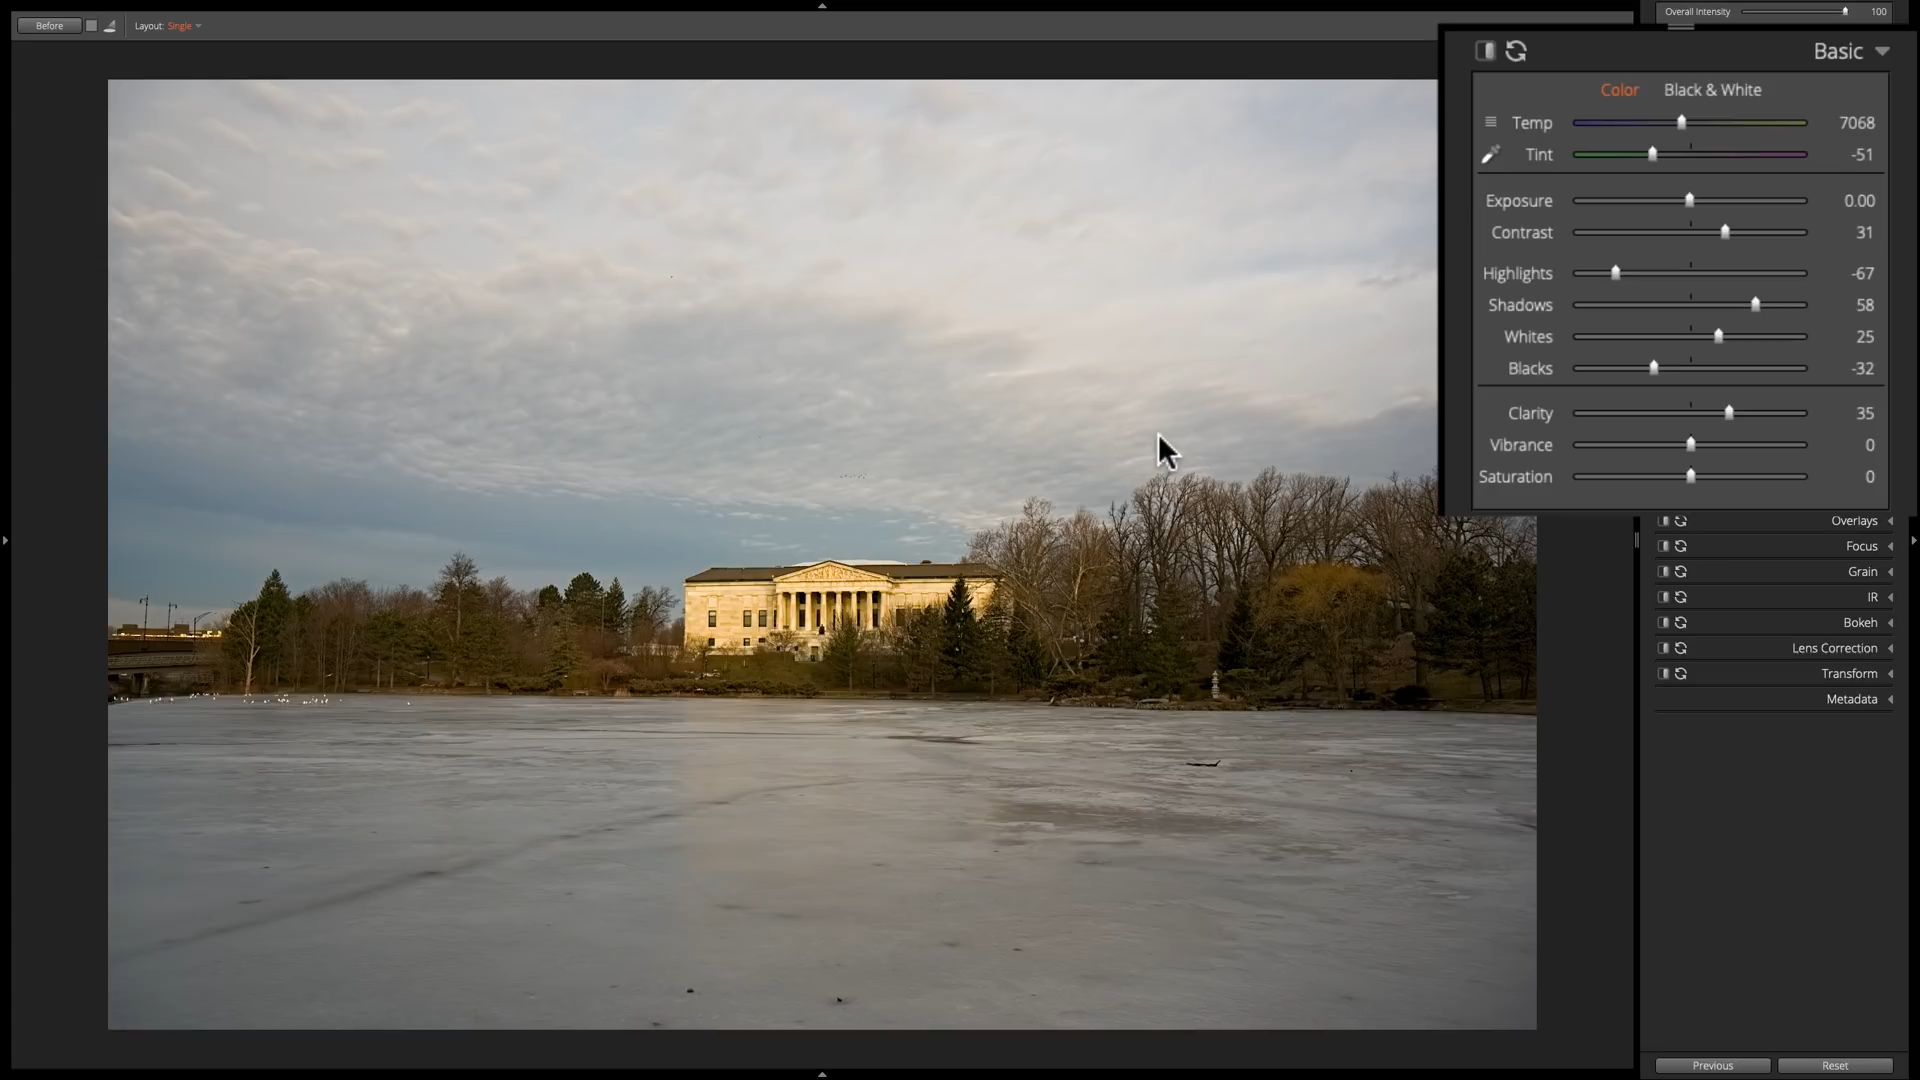 Before
Layout: Single
Overall Intensity 100
Basic
Color Black & White
Temp 7068
Tint -51
Exposure 0.00
Contrast 31
Highlights -67
Shadows 58
Whites 25
Blacks -32
Clarity 35
Vibrance 0
Saturation 0
Overlays
Focus
Grain
IR
Bokeh
Lens Correction
Transform
Metadata
Previous Reset